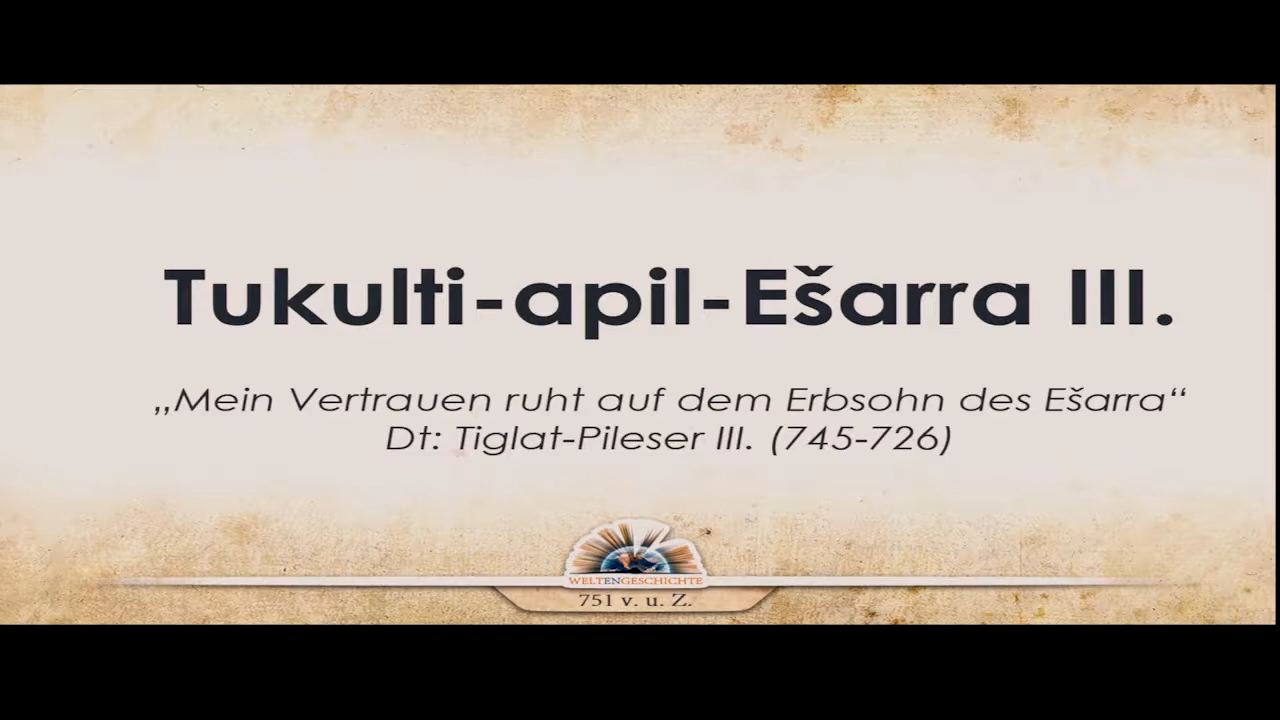 Tukulti-apil-Ešarra III.
„Mein Vertrauen ruht auf dem Erbsohn des Ešarra“
Dt: Tiglat-Pileser III. (745-726)
WELTENGESCHICHTE
751 v. u. Z.